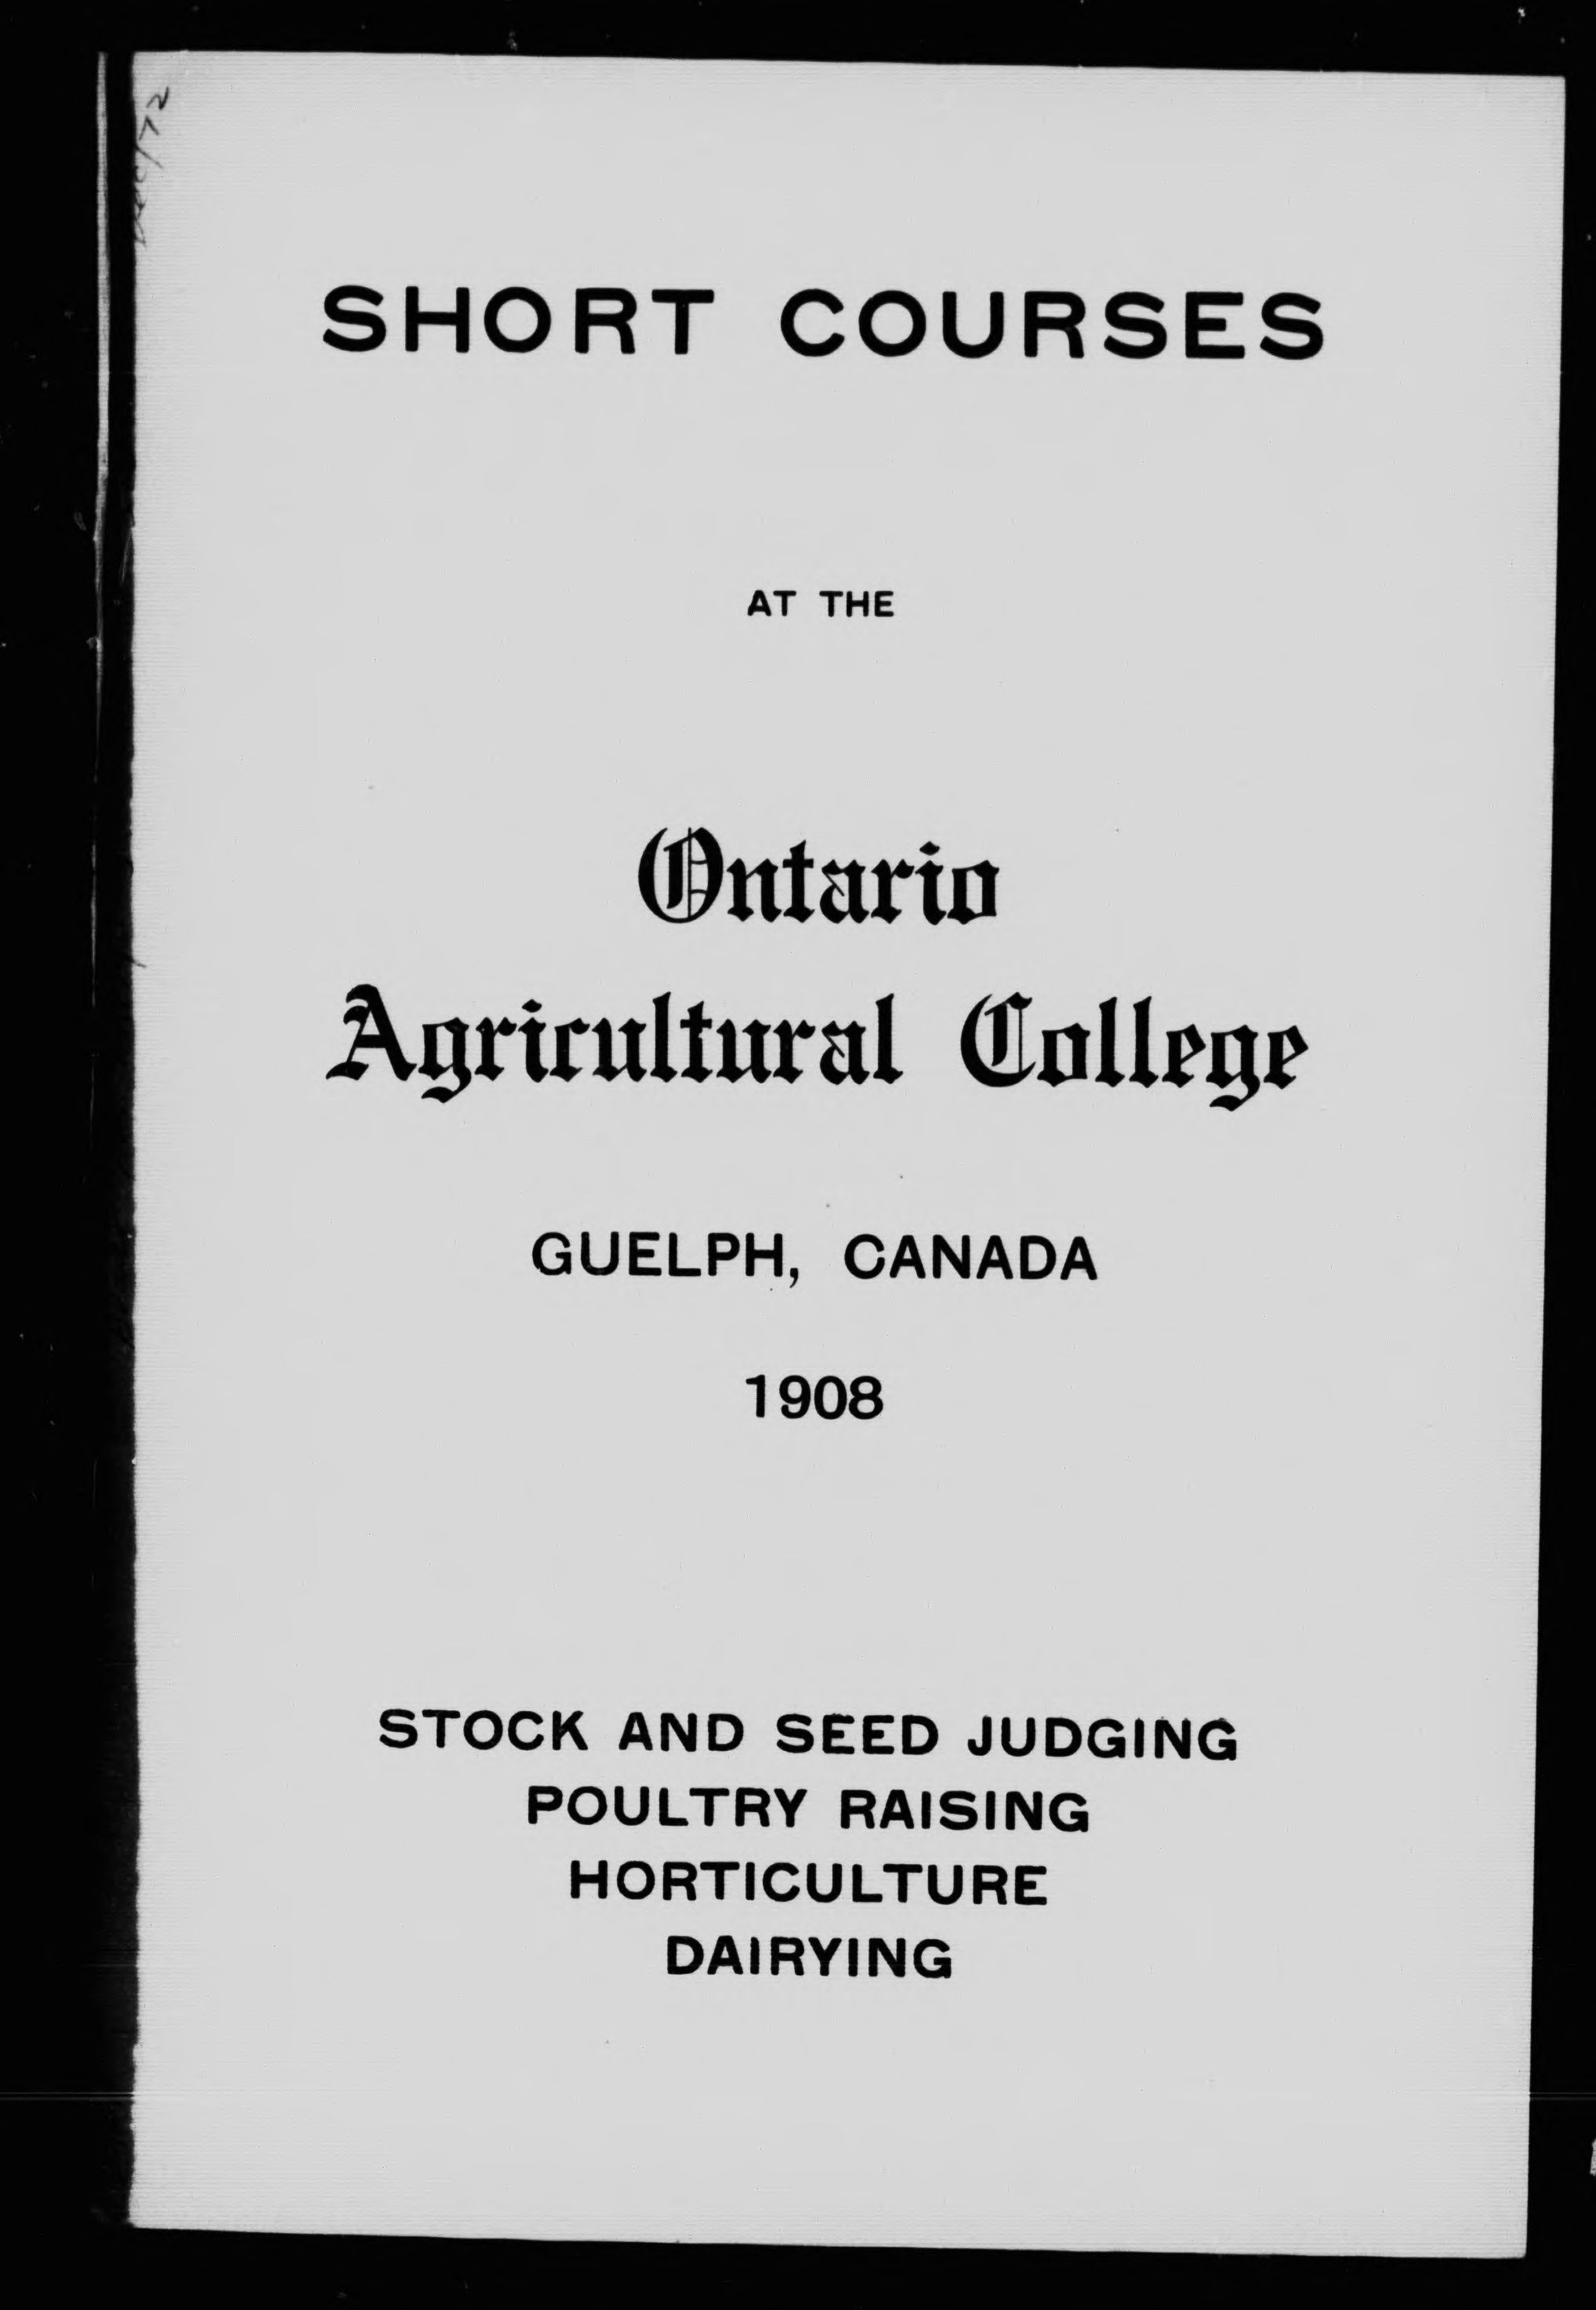 SHORT COURSES
AT THE
Ontario
Agricultural College
GUELPH, CANADA
1908
STOCK AND SEED JUDGING
POULTRY RAISING
HORTICULTURE
DAIRYING